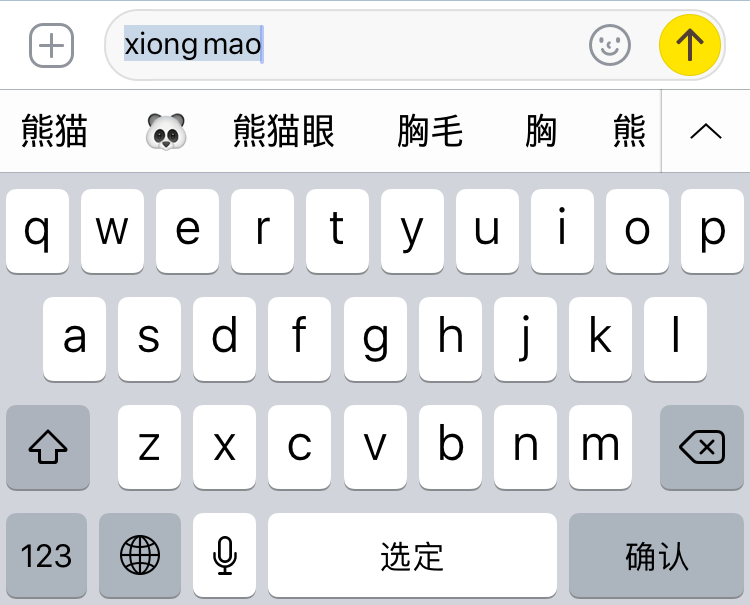 xiong mao
熊猫 🐼 熊猫眼 胸毛 胸 熊
q w e r t y u i o p
a s d f g h j k l
z x c v b n m
123 选定 确认